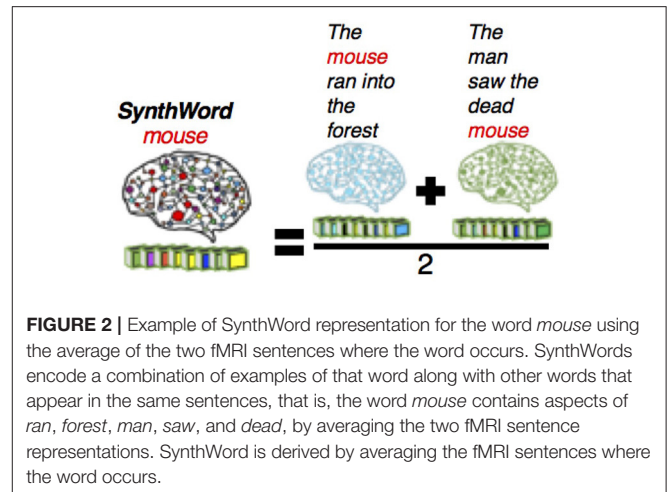 The
mouse
ran into
the
forest
The
man
saw the
dead
mouse
SynthWord
mouse
=
+
2
FIGURE 2 | Example of SynthWord representation for the word mouse using
the average of the two fMRI sentences where the word occurs. SynthWords
encode a combination of examples of that word along with other words that
appear in the same sentences, that is, the word mouse contains aspects of
ran, forest, man, saw, and dead, by averaging the two fMRI sentence
representations. SynthWord is derived by averaging the fMRI sentences where
the word occurs.